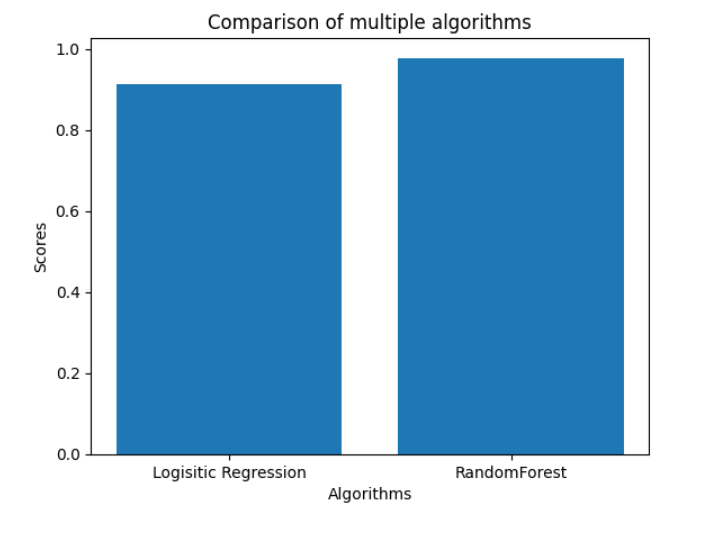 Comparison of multiple algorithms
1.0
0.8
0.6
0.4
0.2
0.0
Scores
Logisitic Regression
RandomForest
Algorithms